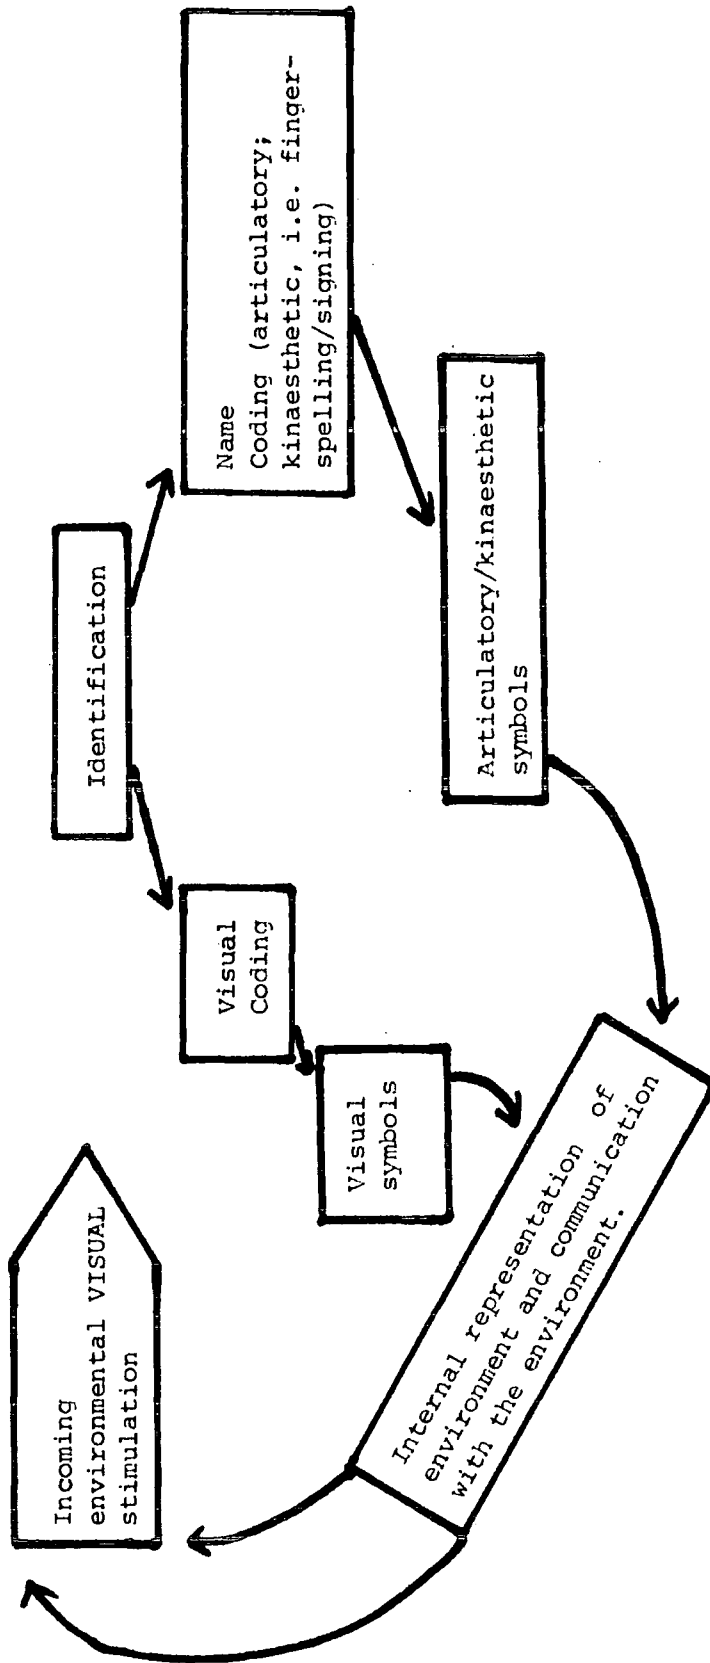 Incoming
environmental VISUAL
stimulation
Identification
Visual
Coding
Name
Coding (articulatory;
kinaesthetic, i.e. finger-
spelling/signing)
Visual
symbols
Articulatory/kinaesthetic
symbols
Internal representation of
environment and communication
with the environment.